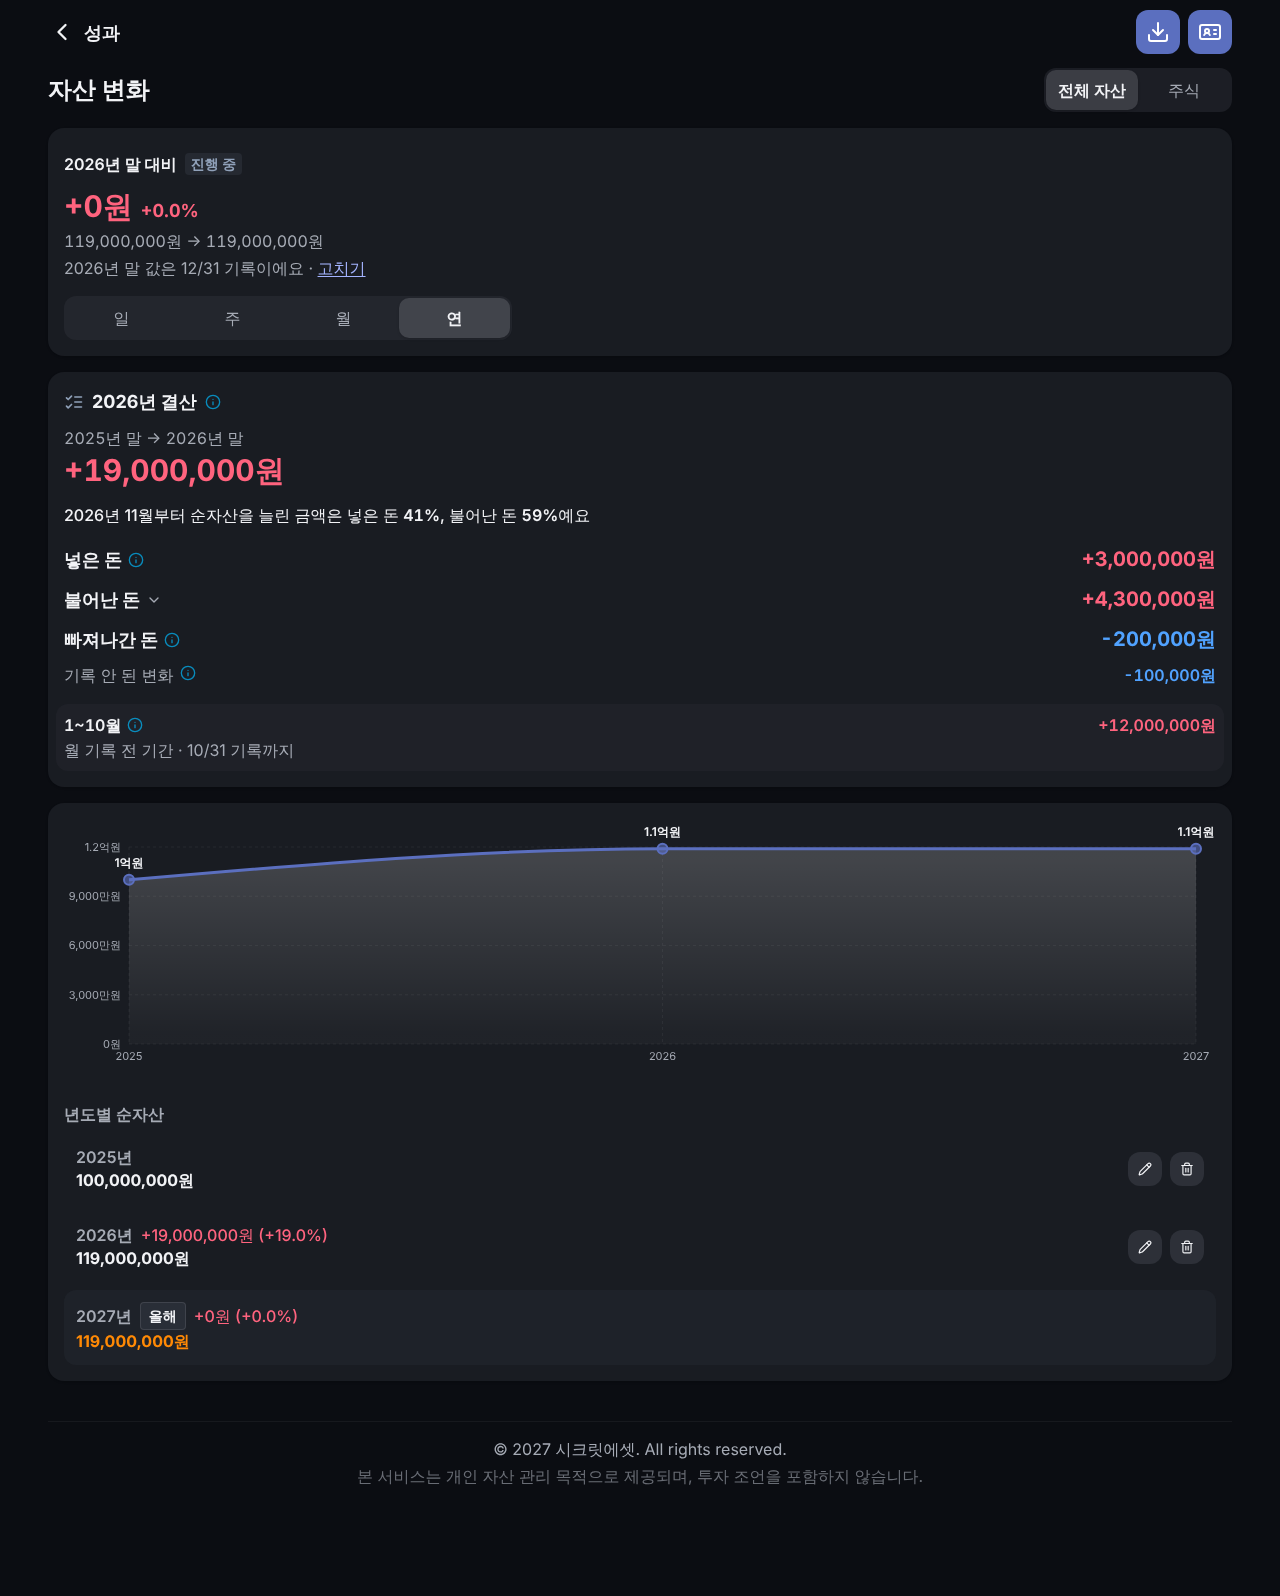 성과
자산 변화
전체 자산 주식
2026년 말 대비 진행 중
+0원 +0.0%
119,000,000원 → 119,000,000원
2026년 말 값은 12/31 기록이에요 · 고치기
일 주 월 연
2026년 결산
2025년 말 → 2026년 말
+19,000,000원
2026년 11월부터 순자산을 늘린 금액은 넣은 돈 41%, 불어난 돈 59%예요
넣은 돈 +3,000,000원
불어난 돈 +4,300,000원
빠져나간 돈 -200,000원
기록 안 된 변화 -100,000원
1~10월 +12,000,000원
월 기록 전 기간 · 10/31 기록까지
1.1억원 1.1억원
1.2억원
1억원
9,000만원
6,000만원
3,000만원
0원
2025 2026 2027
년도별 순자산
2025년
100,000,000원
2026년 +19,000,000원 (+19.0%)
119,000,000원
2027년 올해 +0원 (+0.0%)
119,000,000원
© 2027 시크릿에셋. All rights reserved.
본 서비스는 개인 자산 관리 목적으로 제공되며, 투자 조언을 포함하지 않습니다.